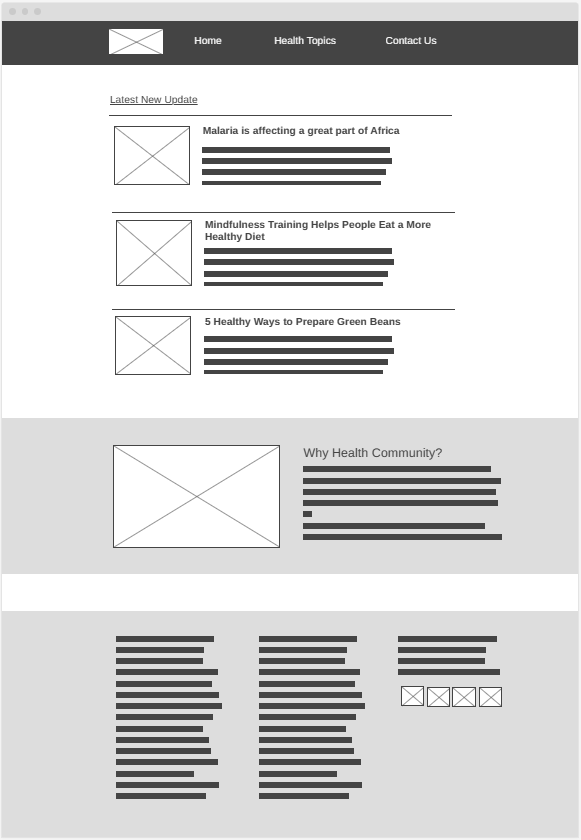 Home Health Topics Contact Us
Latest New Update
Malaria is affecting a great part of Africa
Mindfulness Training Helps People Eat a More
Healthy Diet
5 Healthy Ways to Prepare Green Beans
Why Health Community?